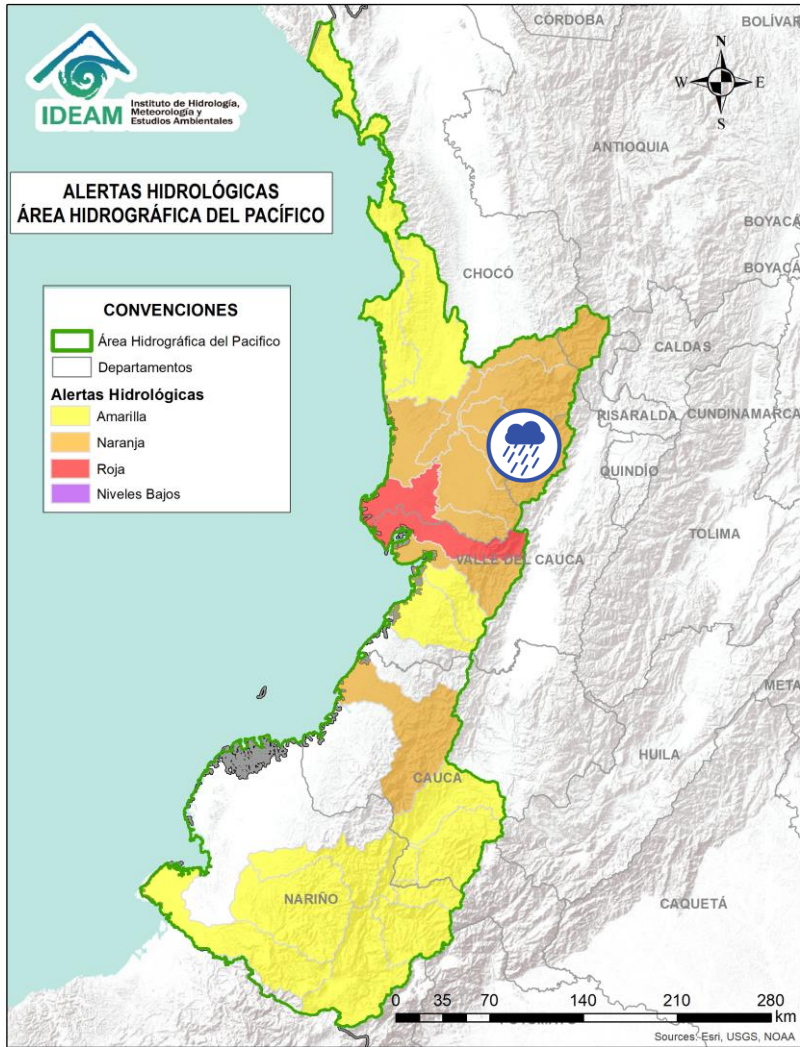 CÓRDOBA
BOLÍVAR
N
W E
S
IDEAM
Instituto de Hidrología,
Meteorología y
Estudios Ambientales
ANTIOQUIA
ALERTAS HIDROLÓGICAS
ÁREA HIDROGRÁFICA DEL PACÍFICO
BOYACÁ
CHOCÓ
BOYACÁ
CONVENCIONES
Área Hidrográfica del Pacifico
Departamentos
Alertas Hidrológicas
Amarilla
Naranja
Roja
Niveles Bajos
CALDAS
RISARALDA
CUNDINAMARCA
QUINDÍO
TOLIMA
VALLE DEL CAUCA
META
HUILA
CAUCA
NARIÑO
CAQUETÁ
0 35 70 140 210 280
km
Sources: Esri, USGS, NOAA